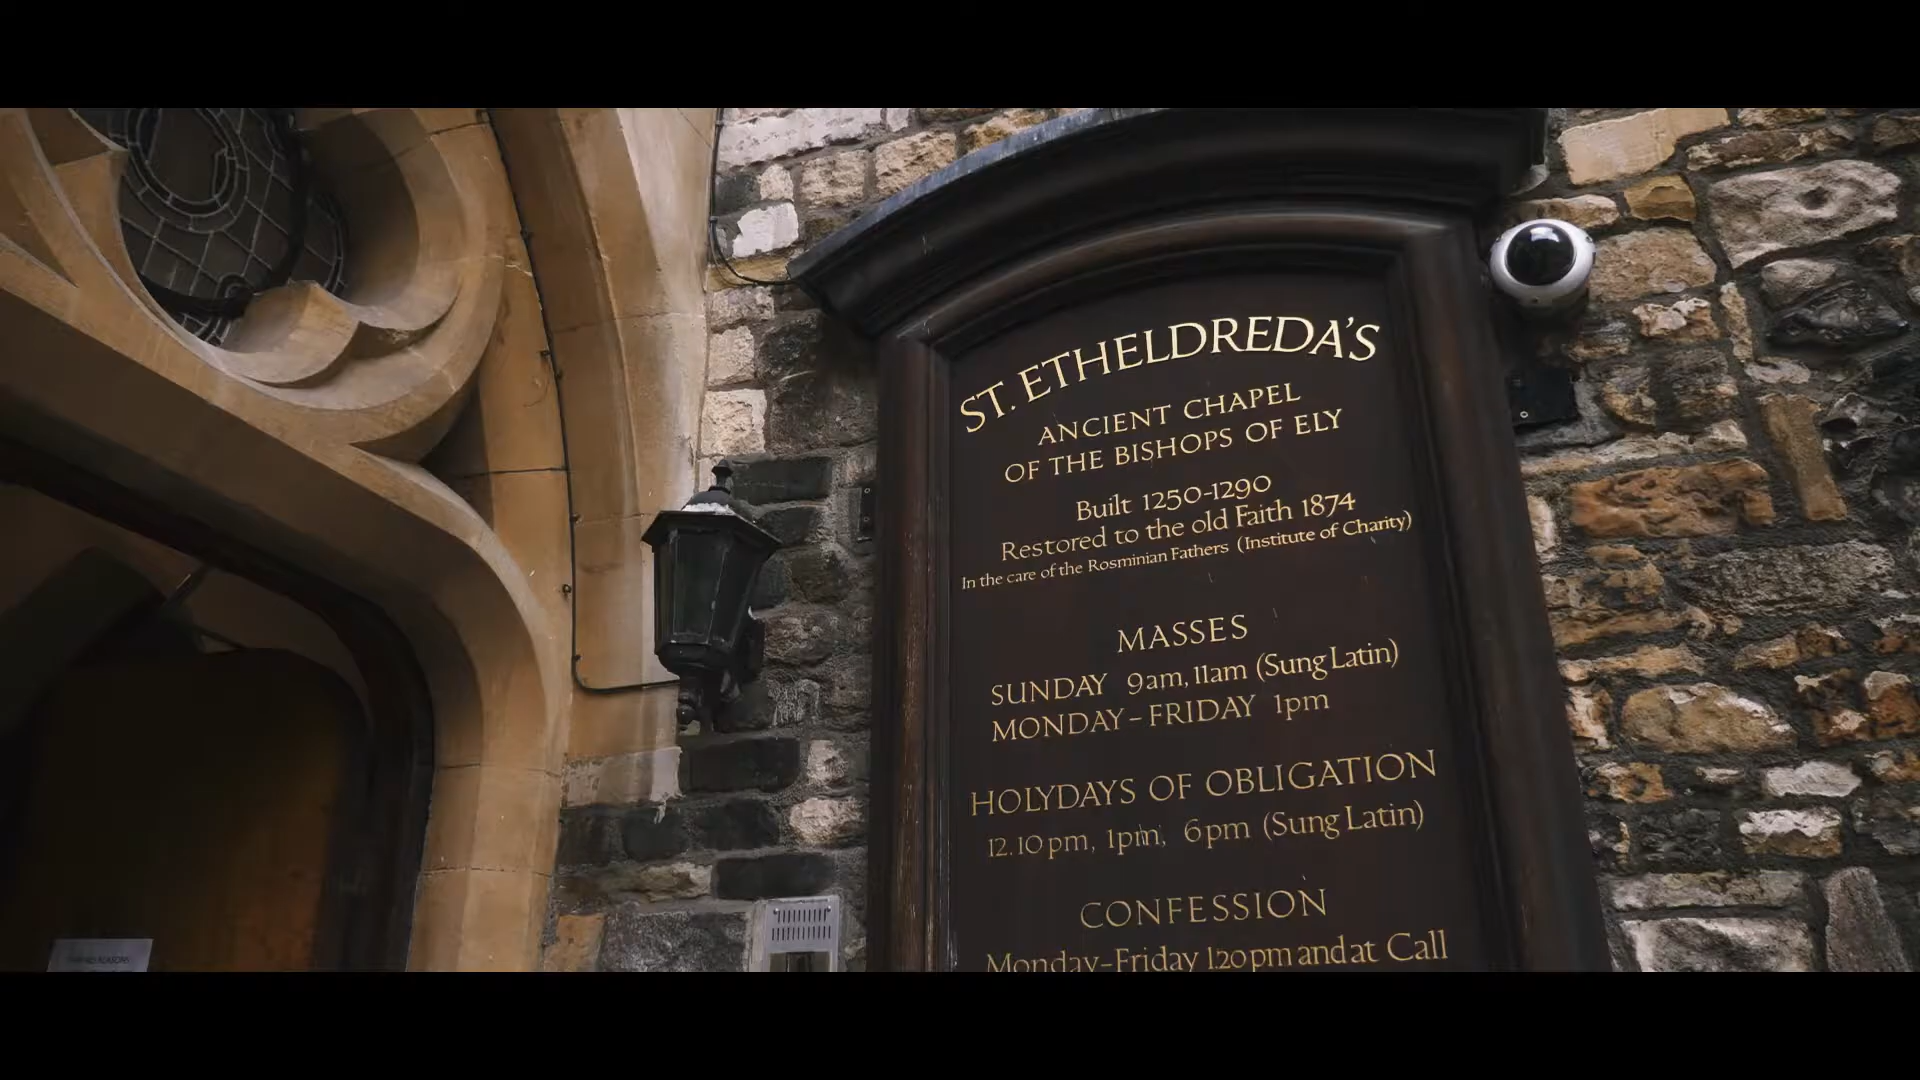 ST. ETHELDREDA'S
ANCIENT CHAPEL
OF THE BISHOPS OF ELY
Built 1250-1290
Restored to the old Faith 1874
In the care of the Rosminian Fathers (Institute of Charity)
MASSES
SUNDAY 9am, 11am (Sung Latin)
MONDAY-FRIDAY 1pm
HOLYDAYS OF OBLIGATION
12.10pm, 1pm, 6pm (Sung Latin)
CONFESSION
Monday-Friday 1.20pm and at Call
REASONS